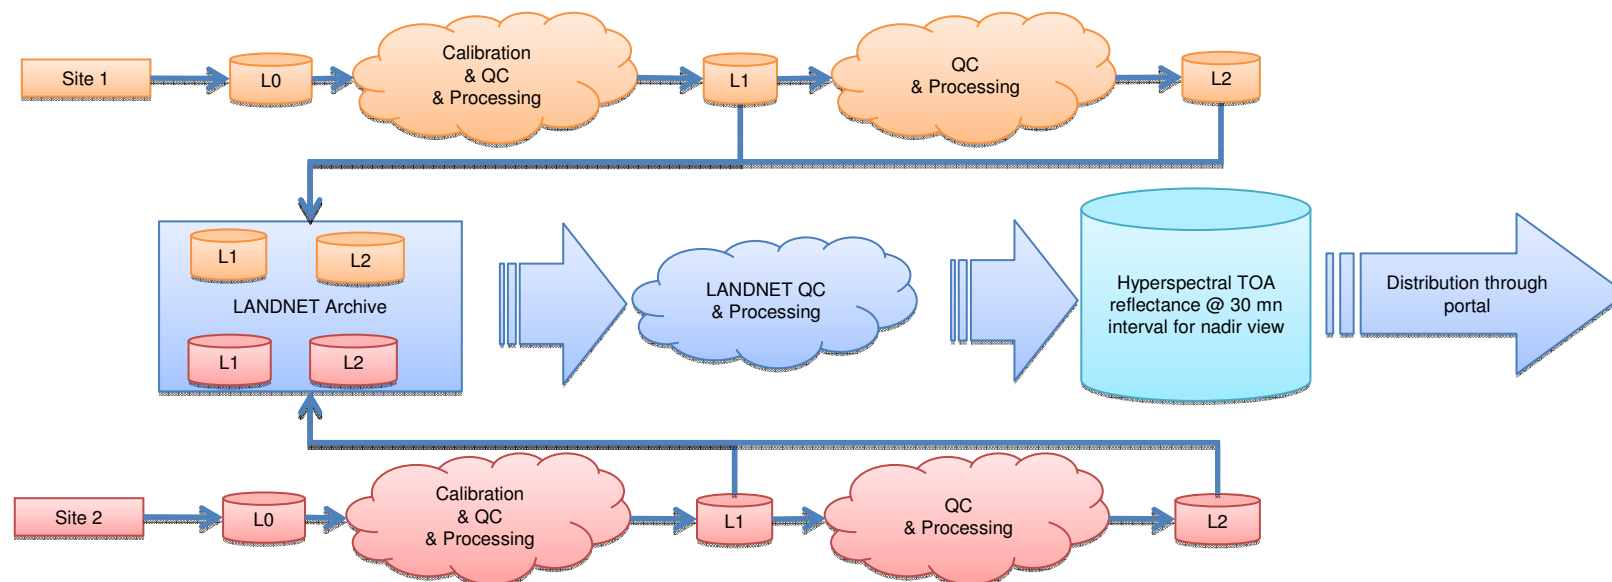 Site 1
L0
Calibration
& QC
& Processing
L1
QC
& Processing
L2
L1
L2
LANDNET Archive
L1
L2
LANDNET QC
& Processing
Hyperspectral TOA
reflectance @ 30 mn
interval for nadir view
Distribution through
portal
Site 2
L0
Calibration
& QC
& Processing
L1
QC
& Processing
L2